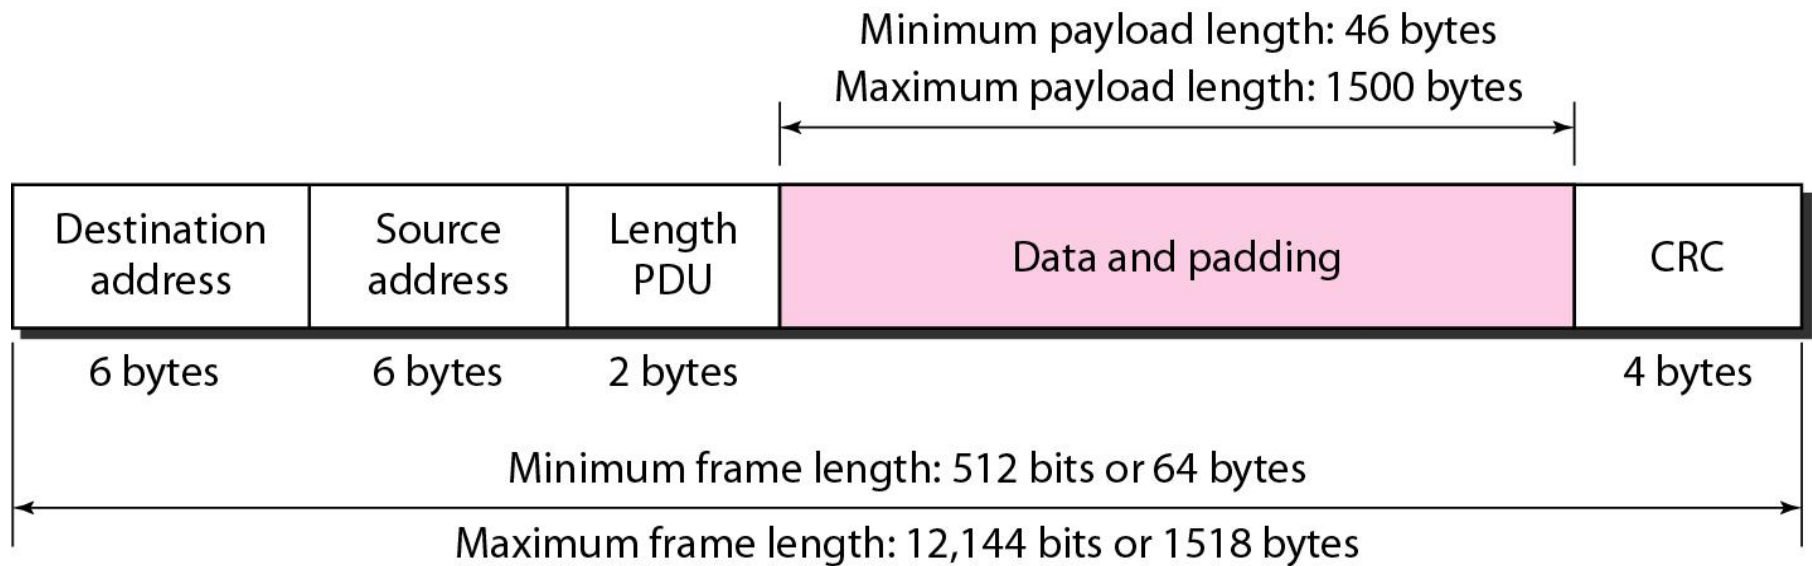 Minimum payload length: 46 bytes
Maximum payload length: 1500 bytes
Destination
address
Source
address
Length
PDU
Data and padding
CRC
6 bytes
6 bytes
2 bytes
4 bytes
Minimum frame length: 512 bits or 64 bytes
Maximum frame length: 12,144 bits or 1518 bytes